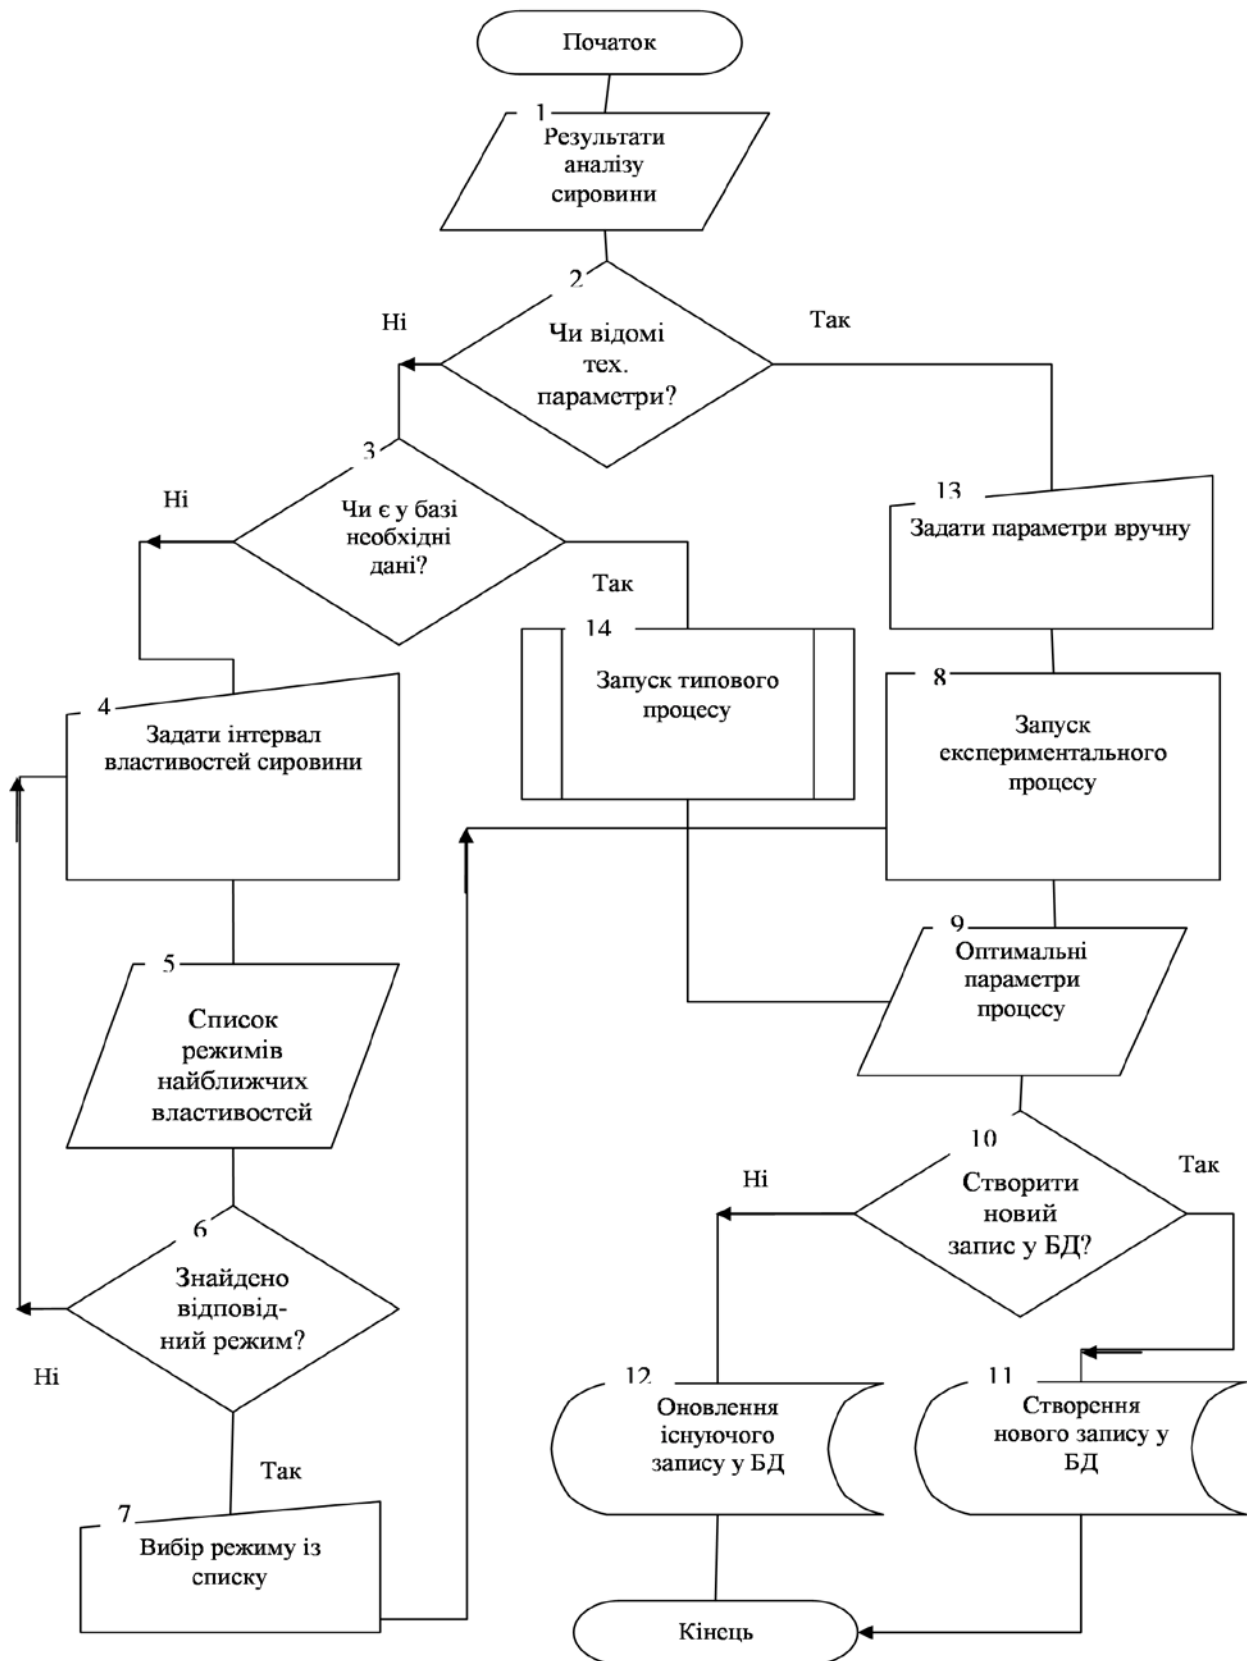 Початок
1
Результати
аналізу
сировини
2
Ні
Так
Чи відомі
тех.
параметри?
3
Ні
Чи є у базі
необхідні
дані?
Так
13
Задати параметри вручну
14
Запуск типового
процесу
8
Запуск
експериментального
процесу
4
Задати інтервал
властивостей сировини
9
Оптимальні
параметри
процесу
5
Список
режимів
найближчих
властивостей
10
Ні
Так
Створити
новий
запис у БД?
6
Знайдено
відповід-
ний режим?
Ні
Так
12
Оновлення
існуючого
запису у БД
11
Створення
нового запису у
БД
7
Вибір режиму із
списку
Кінець